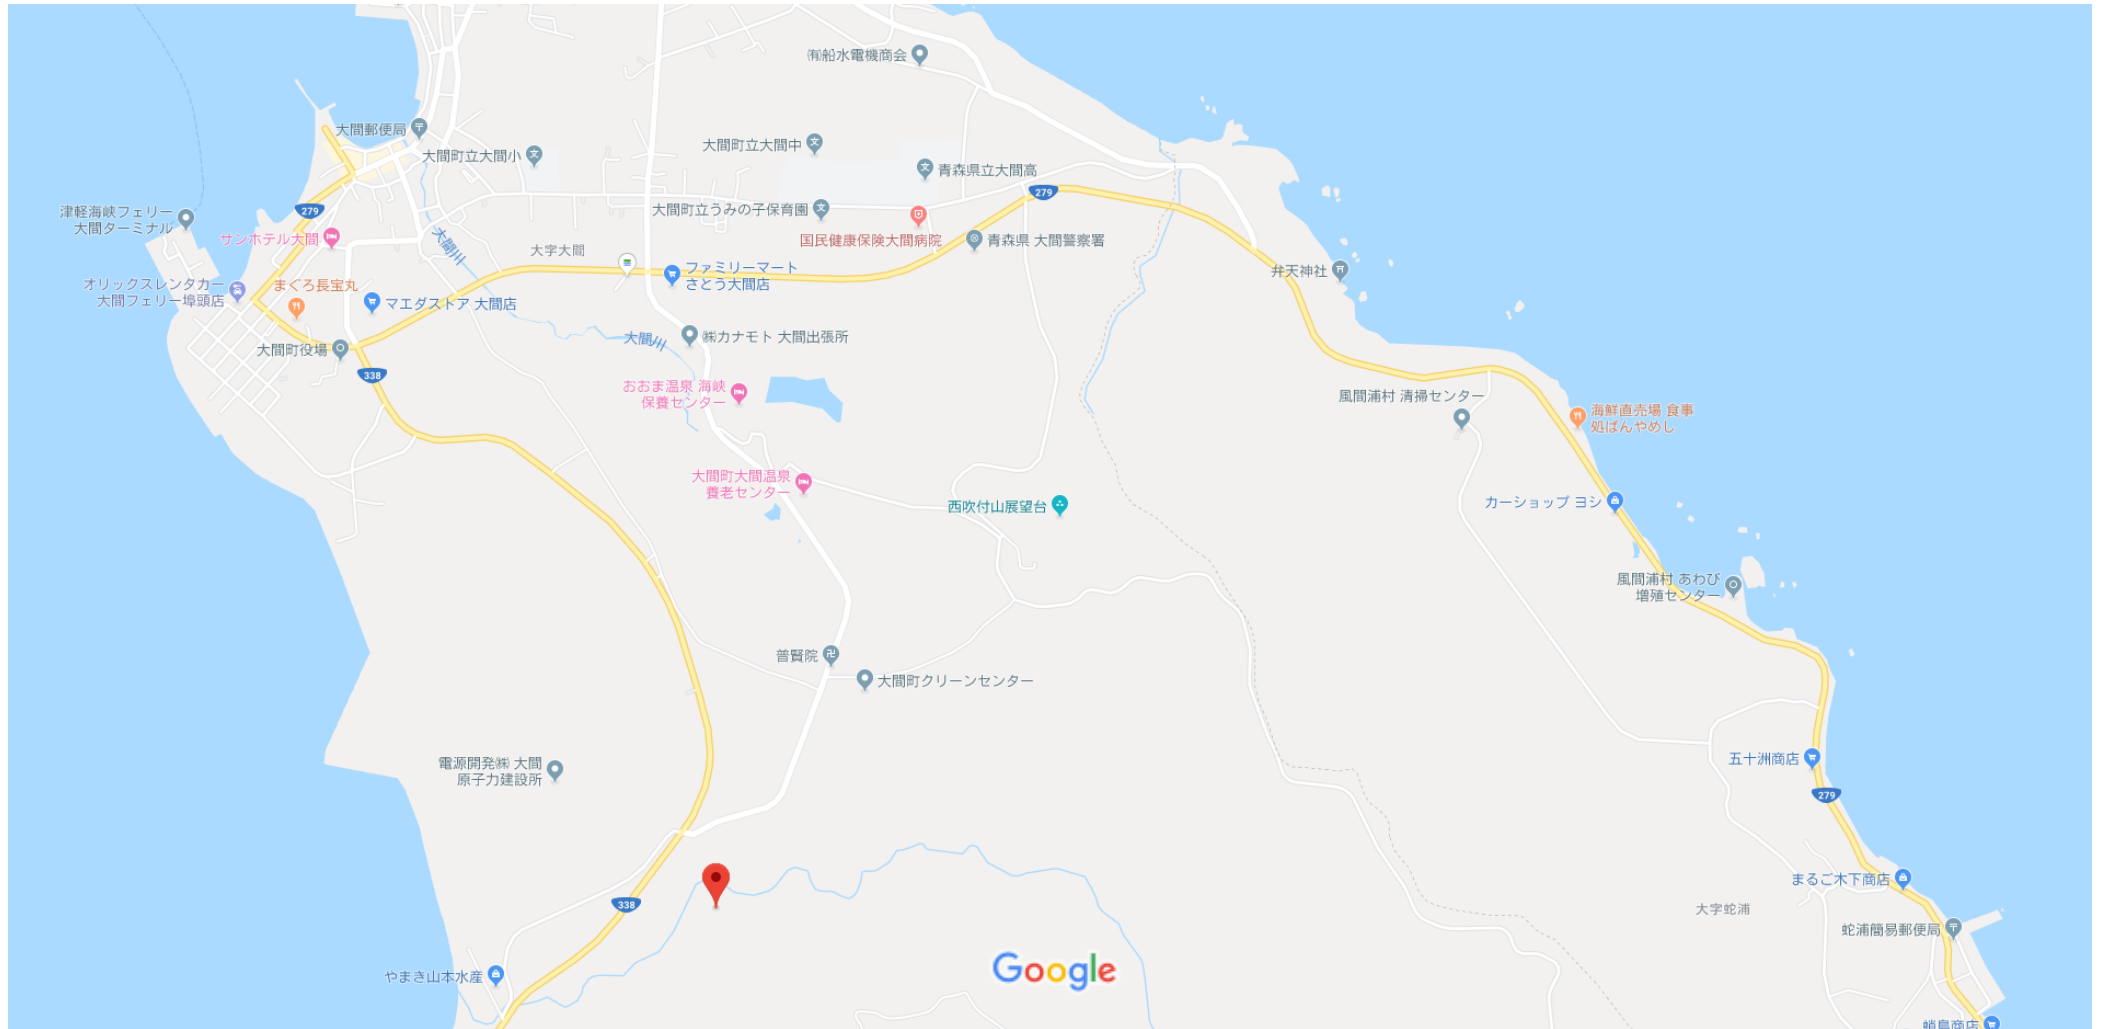 ㈲船水電機商会
大間郵便局
大間町立大間小
大間町立大間中
青森県立大間高
279
279
津軽海峡フェリー
大間ターミナル
サンホテル大間
大間川
大字大間
大間町立うみの子保育園
国民健康保険大間病院
青森県 大間警察署
弁天神社
オリックスレンタカー
大間フェリー埠頭店
まぐろ長宝丸
マエダストア 大間店
ファミリーマート
さとう大間店
大間川
㈱カナモト 大間出張所
大間町役場
338
おおま温泉 海峡
保養センター
風間浦村 清掃センター
海鮮直売場 食事
処ばんやめし
大間町大間温泉
養老センター
西吹付山展望台
カーショップ ヨシ
風間浦村 あわび
増殖センター
普賢院
大間町クリーンセンター
電源開発㈱ 大間
原子力建設所
五十洲商店
279
338
まるご木下商店
大字蛇浦
蛇浦簡易郵便局
やまき山本水産
Google
蛸島商店